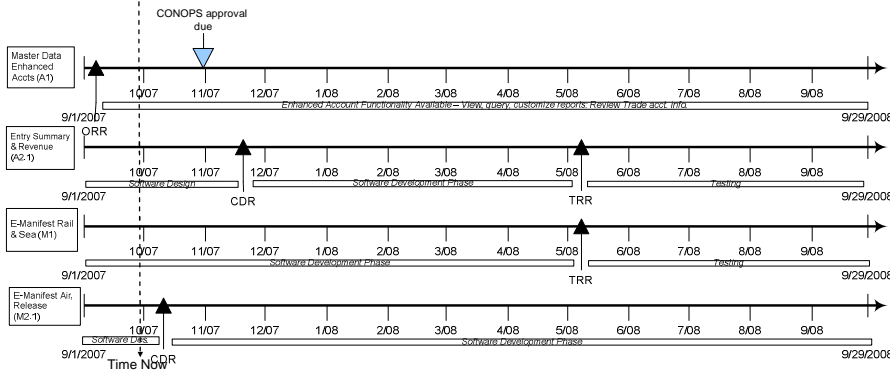 CONOPS approval
due
Master Data
Enhanced
Accts (A1)
10/07 11/07 12/07 1/08 2/08 3/08 4/08 5/08 6/08 7/08 8/08 9/08
Enhanced Account Functionality Available – View, query, customize reports: Review Trade acct. info.
9/1/2007 9/29/2008
ORR
Entry Summary
& Revenue
(A2.1)
10/07 11/07 12/07 1/08 2/08 3/08 4/08 5/08 6/08 7/08 8/08 9/08
Software Design Software Development Phase Testing
9/1/2007 9/29/2008
CDR TRR
E-Manifest Rail
& Sea (M1)
10/07 11/07 12/07 1/08 2/08 3/08 4/08 5/08 6/08 7/08 8/08 9/08
Software Development Phase Testing
9/1/2007 9/29/2008
TRR
E-Manifest Air,
Release
(M2.1)
10/07 11/07 12/07 1/08 2/08 3/08 4/08 5/08 6/08 7/08 8/08 9/08
Software Des. Software Development Phase
9/1/2007 9/29/2008
Time Now CDR